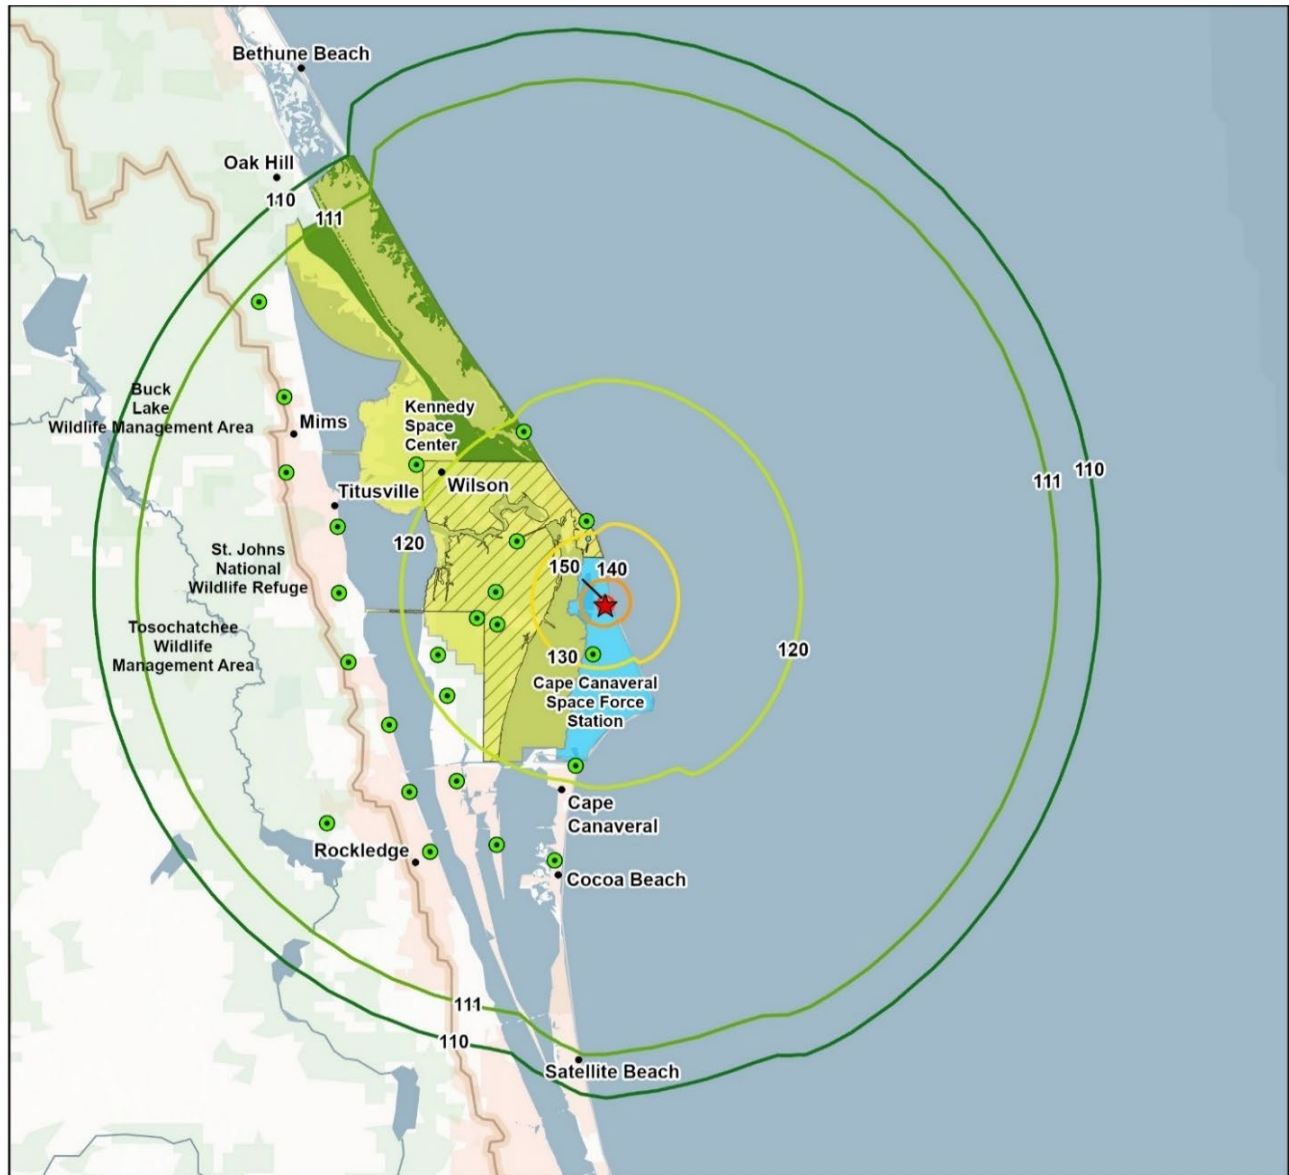 Bethune Beach
Oak Hill
110
111
Buck
Lake
Wildlife Management Area
Mims
Kennedy
Space
Center
Wilson
Titusville
111
110
120
St. Johns
National
Wildlife Refuge
150
140
Tosochatchee
Wildlife
Management Area
130
120
Cape Canaveral
Space Force
Station
Cape
Canaveral
Rockledge
Cocoa Beach
111
110
Satellite Beach